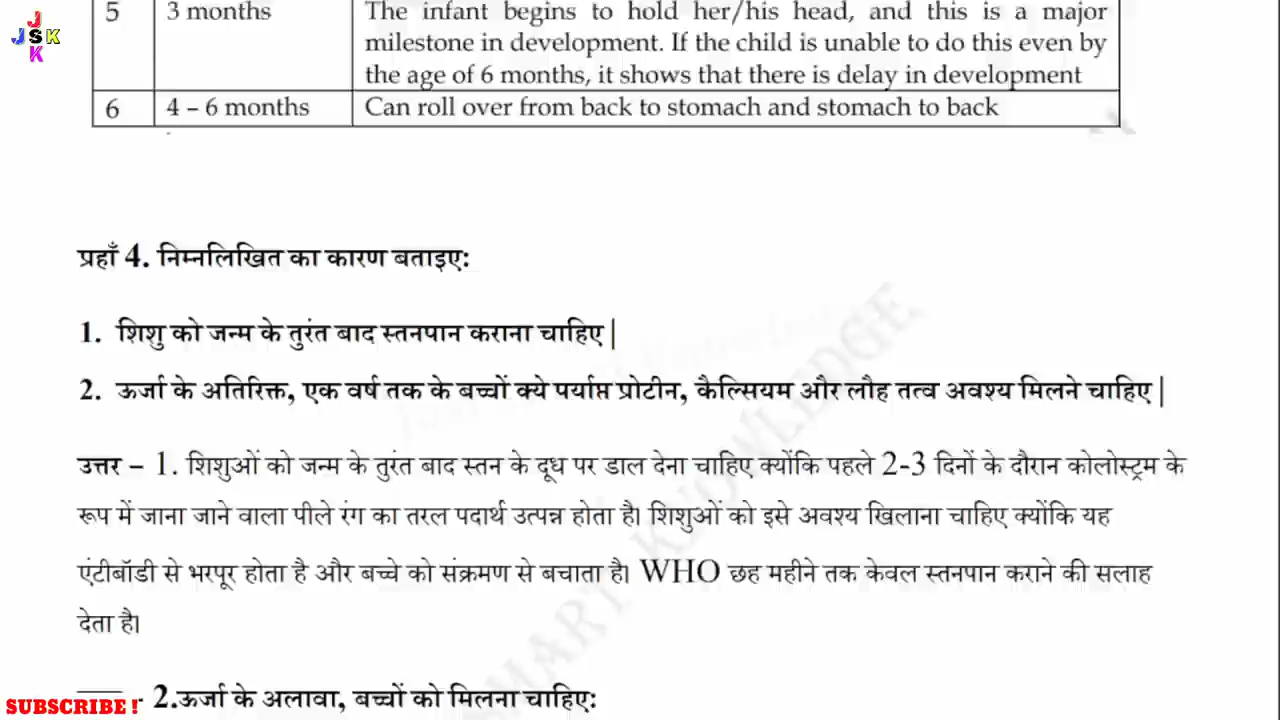 J
JSK
K
5 3 months The infant begins to hold her/his head, and this is a major
milestone in development. If the child is unable to do this even by
the age of 6 months, it shows that there is delay in development
6 4 – 6 months Can roll over from back to stomach and stomach to back
प्रहाँ 4. निम्नलिखित का कारण बताइए:
1. शिशु को जन्म के तुरंत बाद स्तनपान कराना चाहिए |
2. ऊर्जा के अतिरिक्त, एक वर्ष तक के बच्चों क्ये पर्याप्त प्रोटीन, कैल्सियम और लौह तत्व अवश्य मिलने चाहिए |
उत्तर – 1. शिशुओं को जन्म के तुरंत बाद स्तन के दूध पर डाल देना चाहिए क्योंकि पहले 2-3 दिनों के दौरान कोलोस्ट्रम के
रूप में जाना जाने वाला पीले रंग का तरल पदार्थ उत्पन्न होता है। शिशुओं को इसे अवश्य खिलाना चाहिए क्योंकि यह
एंटीबॉडी से भरपूर होता है और बच्चे को संक्रमण से बचाता है। WHO छह महीने तक केवल स्तनपान कराने की सलाह
देता है।
- 2.ऊर्जा के अलावा, बच्चों को मिलना चाहिए:
SUBSCRIBE !
SMART KNOWLEDGE